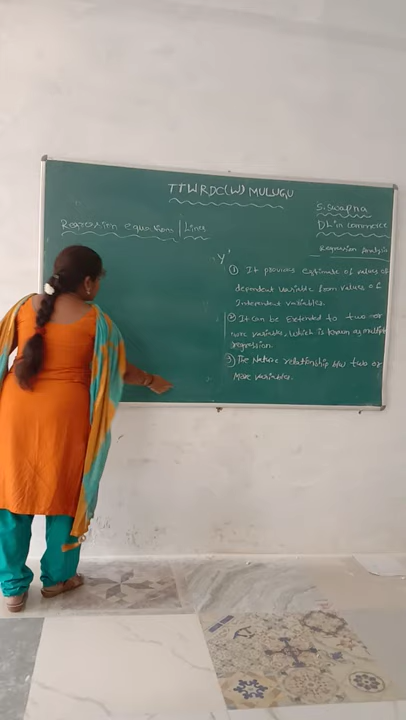 TTWRDC(W) MULUGU
S. Swapna
DL in commerce
Regression Analysis
Regression equations | Lines
y'
① It provides estimate of values of
dependent variable from values of
Independent variables.
② It can be extended to two or
more variables, which is known as multiple
regression.
③ The Nature relationship b/w two or
More variables.